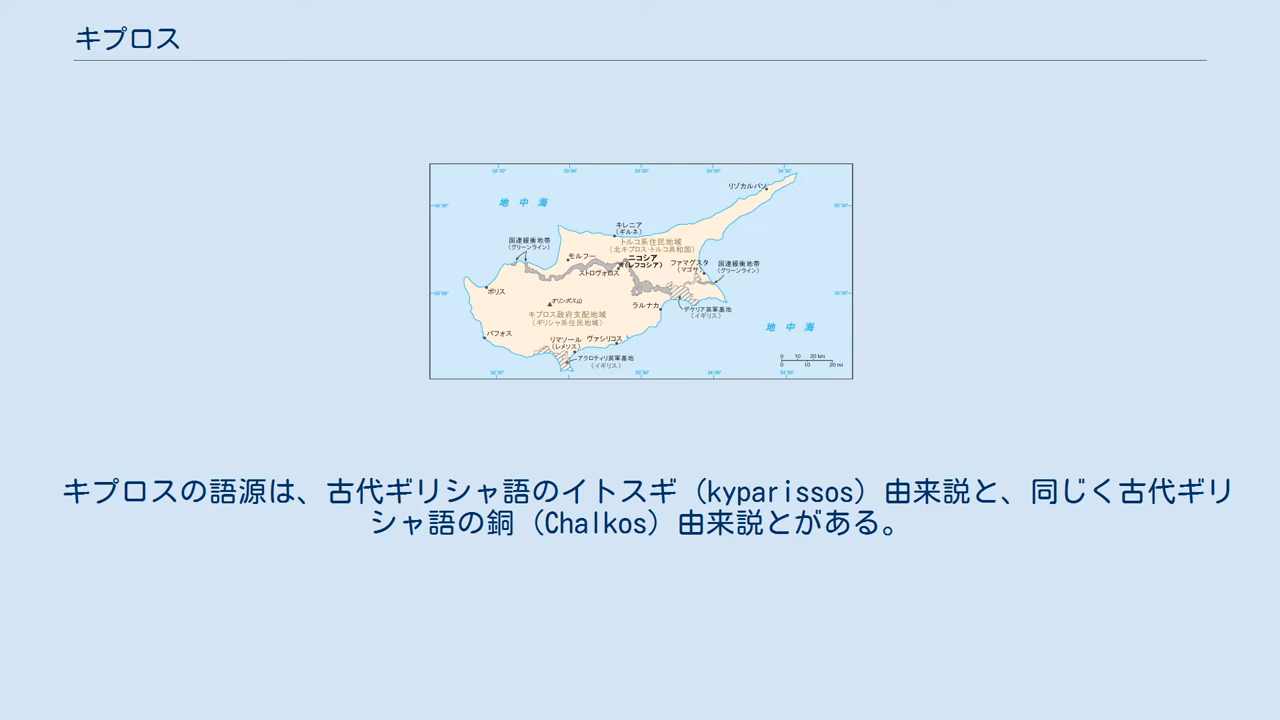 キプロス
リゾカルパソ
地中海
キレニア
(ギルネ)
国連緩衝地帯
(グリーンライン)
トルコ系住民地域
(北キプロス・トルコ共和国)
モルフー
ニコシア
(レフコシア)
ストロヴォロス
ファマグスタ
(マゴサ)
国連緩衝地帯
(グリーンライン)
ポリス
オリンポス山
ラルナカ
デケリア英軍基地
(イギリス)
キプロス政府支配地域
(ギリシャ系住民地域)
地中海
パフォス
リマソール
(レメソス)
ヴァシリコス
アクロティリ英軍基地
(イギリス)
0 10 20 km
0 10 20 mi
キプロスの語源は、古代ギリシャ語のイトスギ（kyparissos）由来説と、同じく古代ギリ
シャ語の銅（Chalkos）由来説とがある。